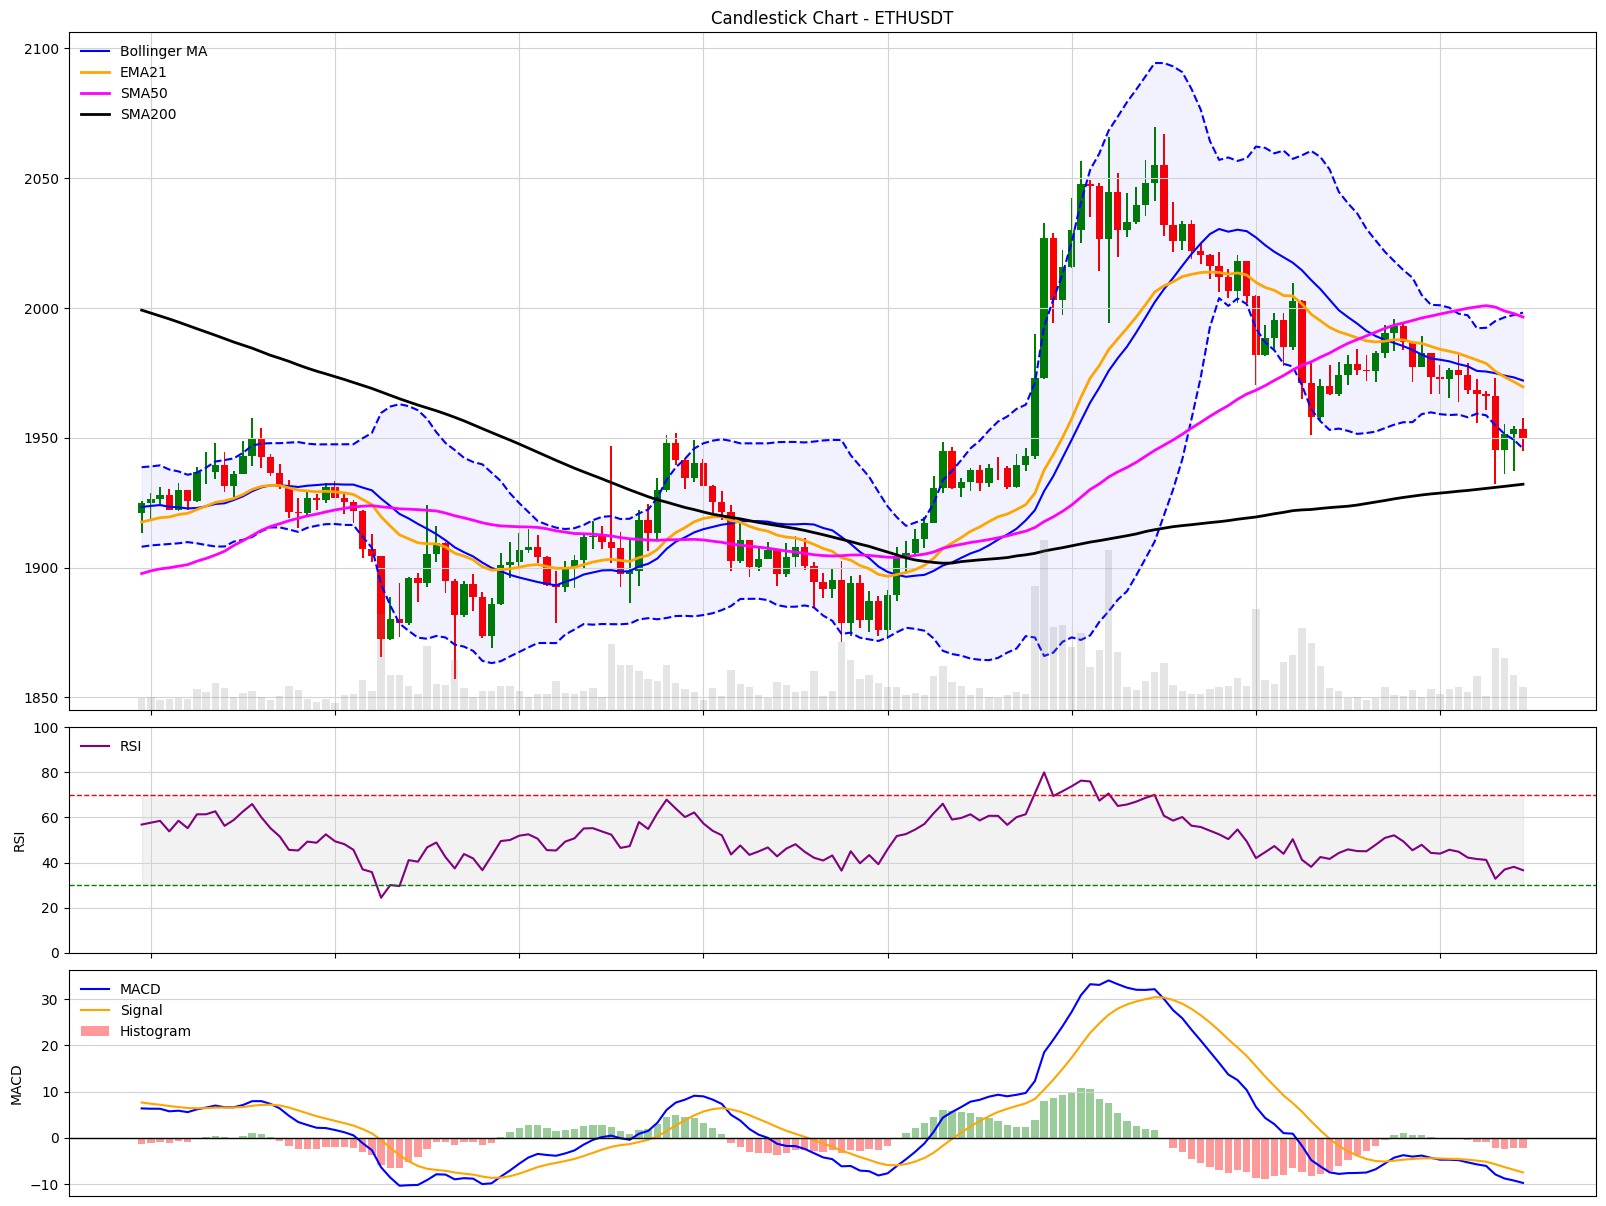 Candlestick Chart - ETHUSDT
Bollinger MA
EMA21
SMA50
SMA200
2100
2050
2000
1950
1900
1850
RSI
RSI
100
80
60
40
20
0
MACD
Signal
Histogram
MACD
30
20
10
0
−10